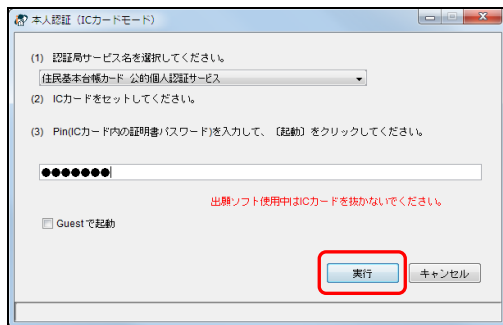 本人認証（ICカードモード）
(1) 認証局サービス名を選択してください。
住民基本台帳カード 公的個人認証サービス
(2) ICカードをセットしてください。
(3) Pin(ICカード内の証明書パスワード)を入力して、〔起動〕をクリックしてください。
●●●●●●●
出願ソフト使用中はICカードを抜かないでください。
Guestで起動
実行 キャンセル